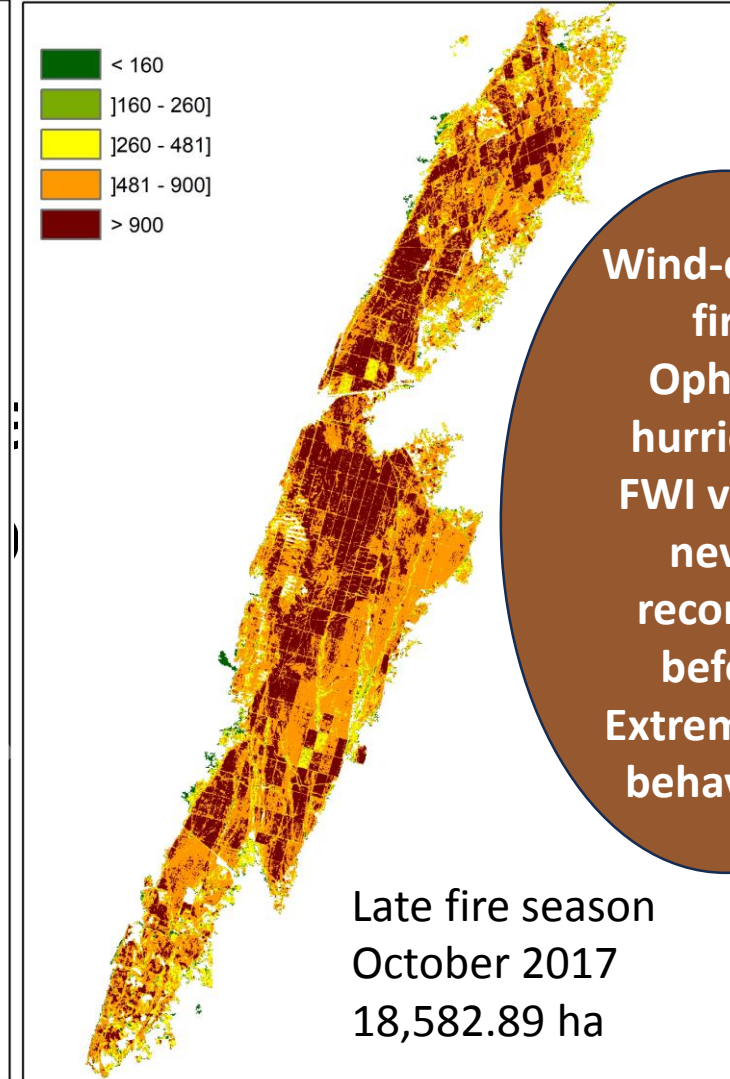 < 160
]160 - 260]
]260 - 481]
]481 - 900]
> 900
Wind-
fir
Oph
hurri
FWI v
nev
recor
befo
Extrem
behav
Late fire season
October 2017
18,582.89 ha